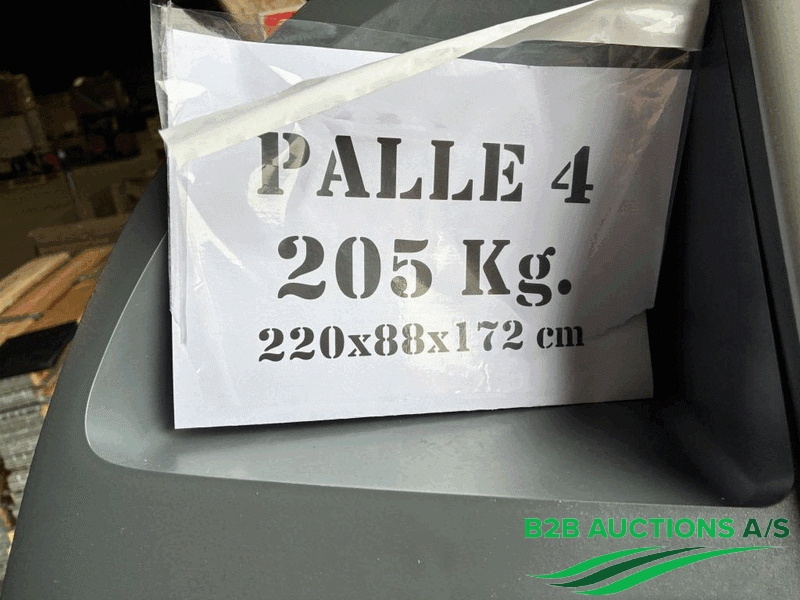 PALLE 4
205 Kg.
220x88x172 cm
B2B AUCTIONS A/S